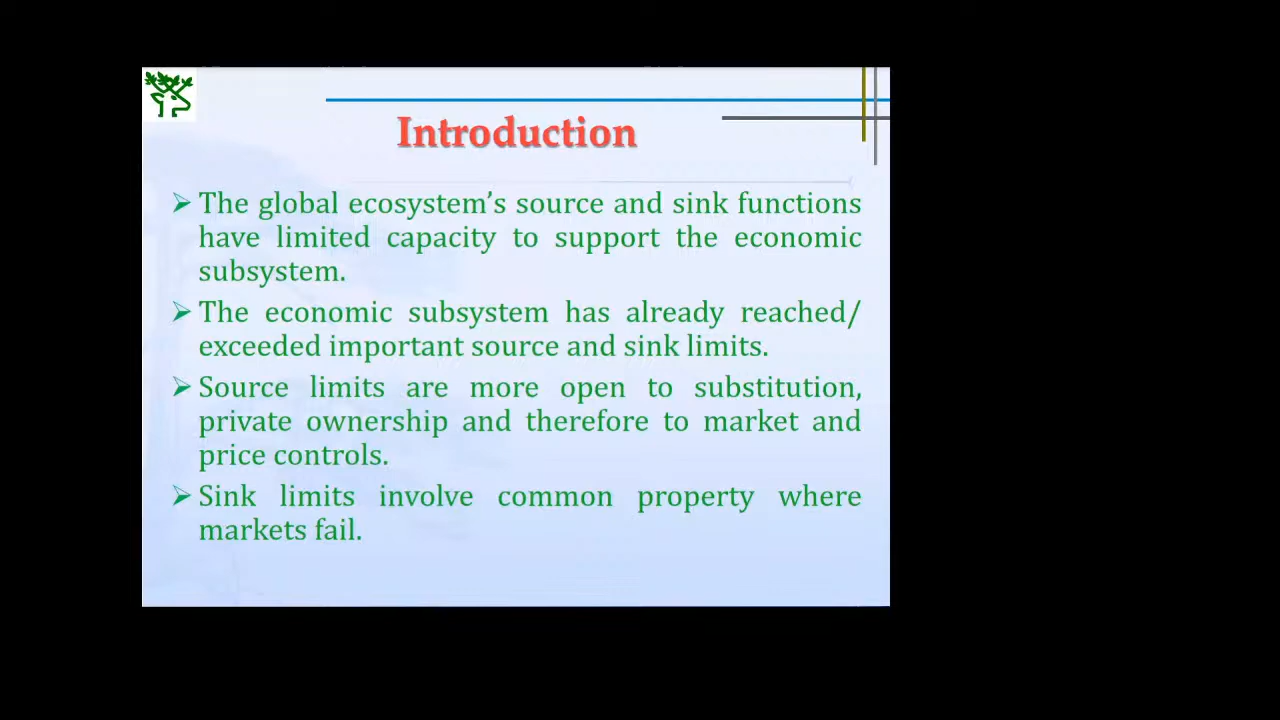 Introduction
The global ecosystem’s source and sink functions
have limited capacity to support the economic
subsystem.
The economic subsystem has already reached/
exceeded important source and sink limits.
Source limits are more open to substitution,
private ownership and therefore to market and
price controls.
Sink limits involve common property where
markets fail.